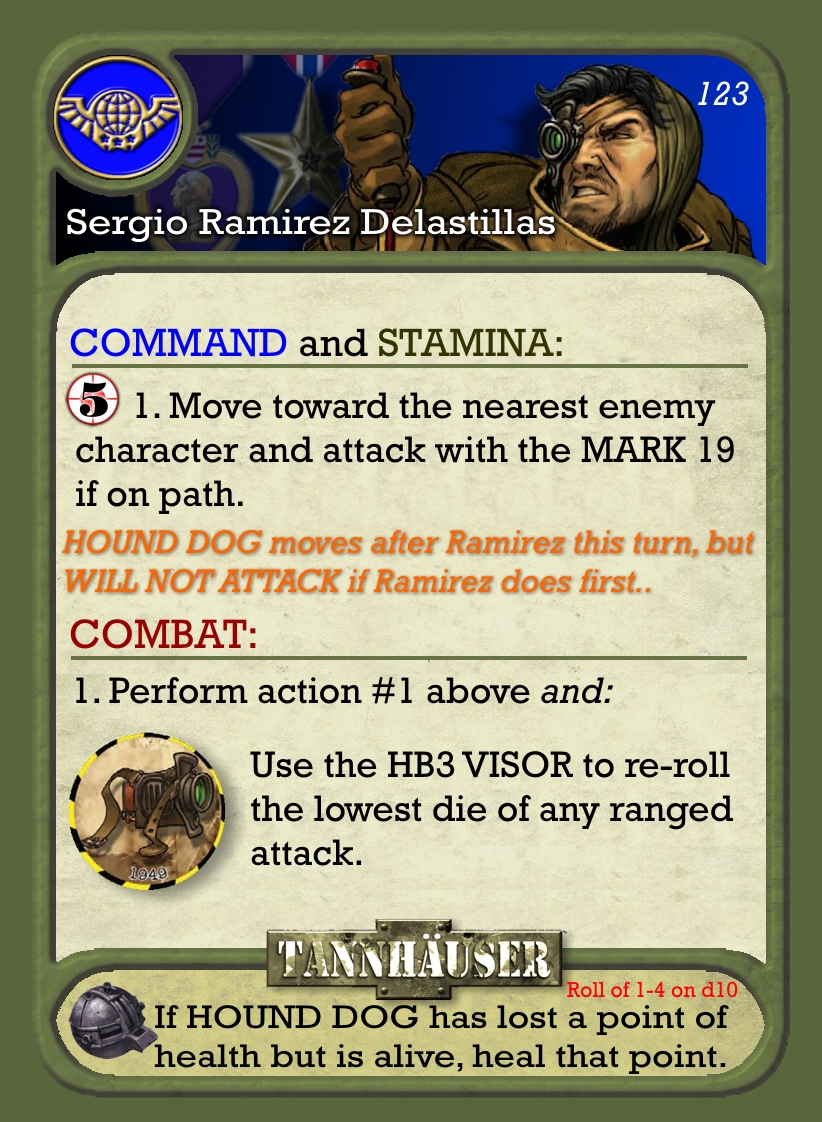 123
Sergio Ramirez Delastillas
COMMAND and STAMINA:
5 1. Move toward the nearest enemy
character and attack with the MARK 19
if on path.
HOUND DOG moves after Ramirez this turn, but
WILL NOT ATTACK if Ramirez does first..
COMBAT:
1. Perform action #1 above and:
Use the HB3 VISOR to re-roll
the lowest die of any ranged
attack.
1949
TANNHÄUSER
Roll of 1-4 on d10
If HOUND DOG has lost a point of
health but is alive, heal that point.